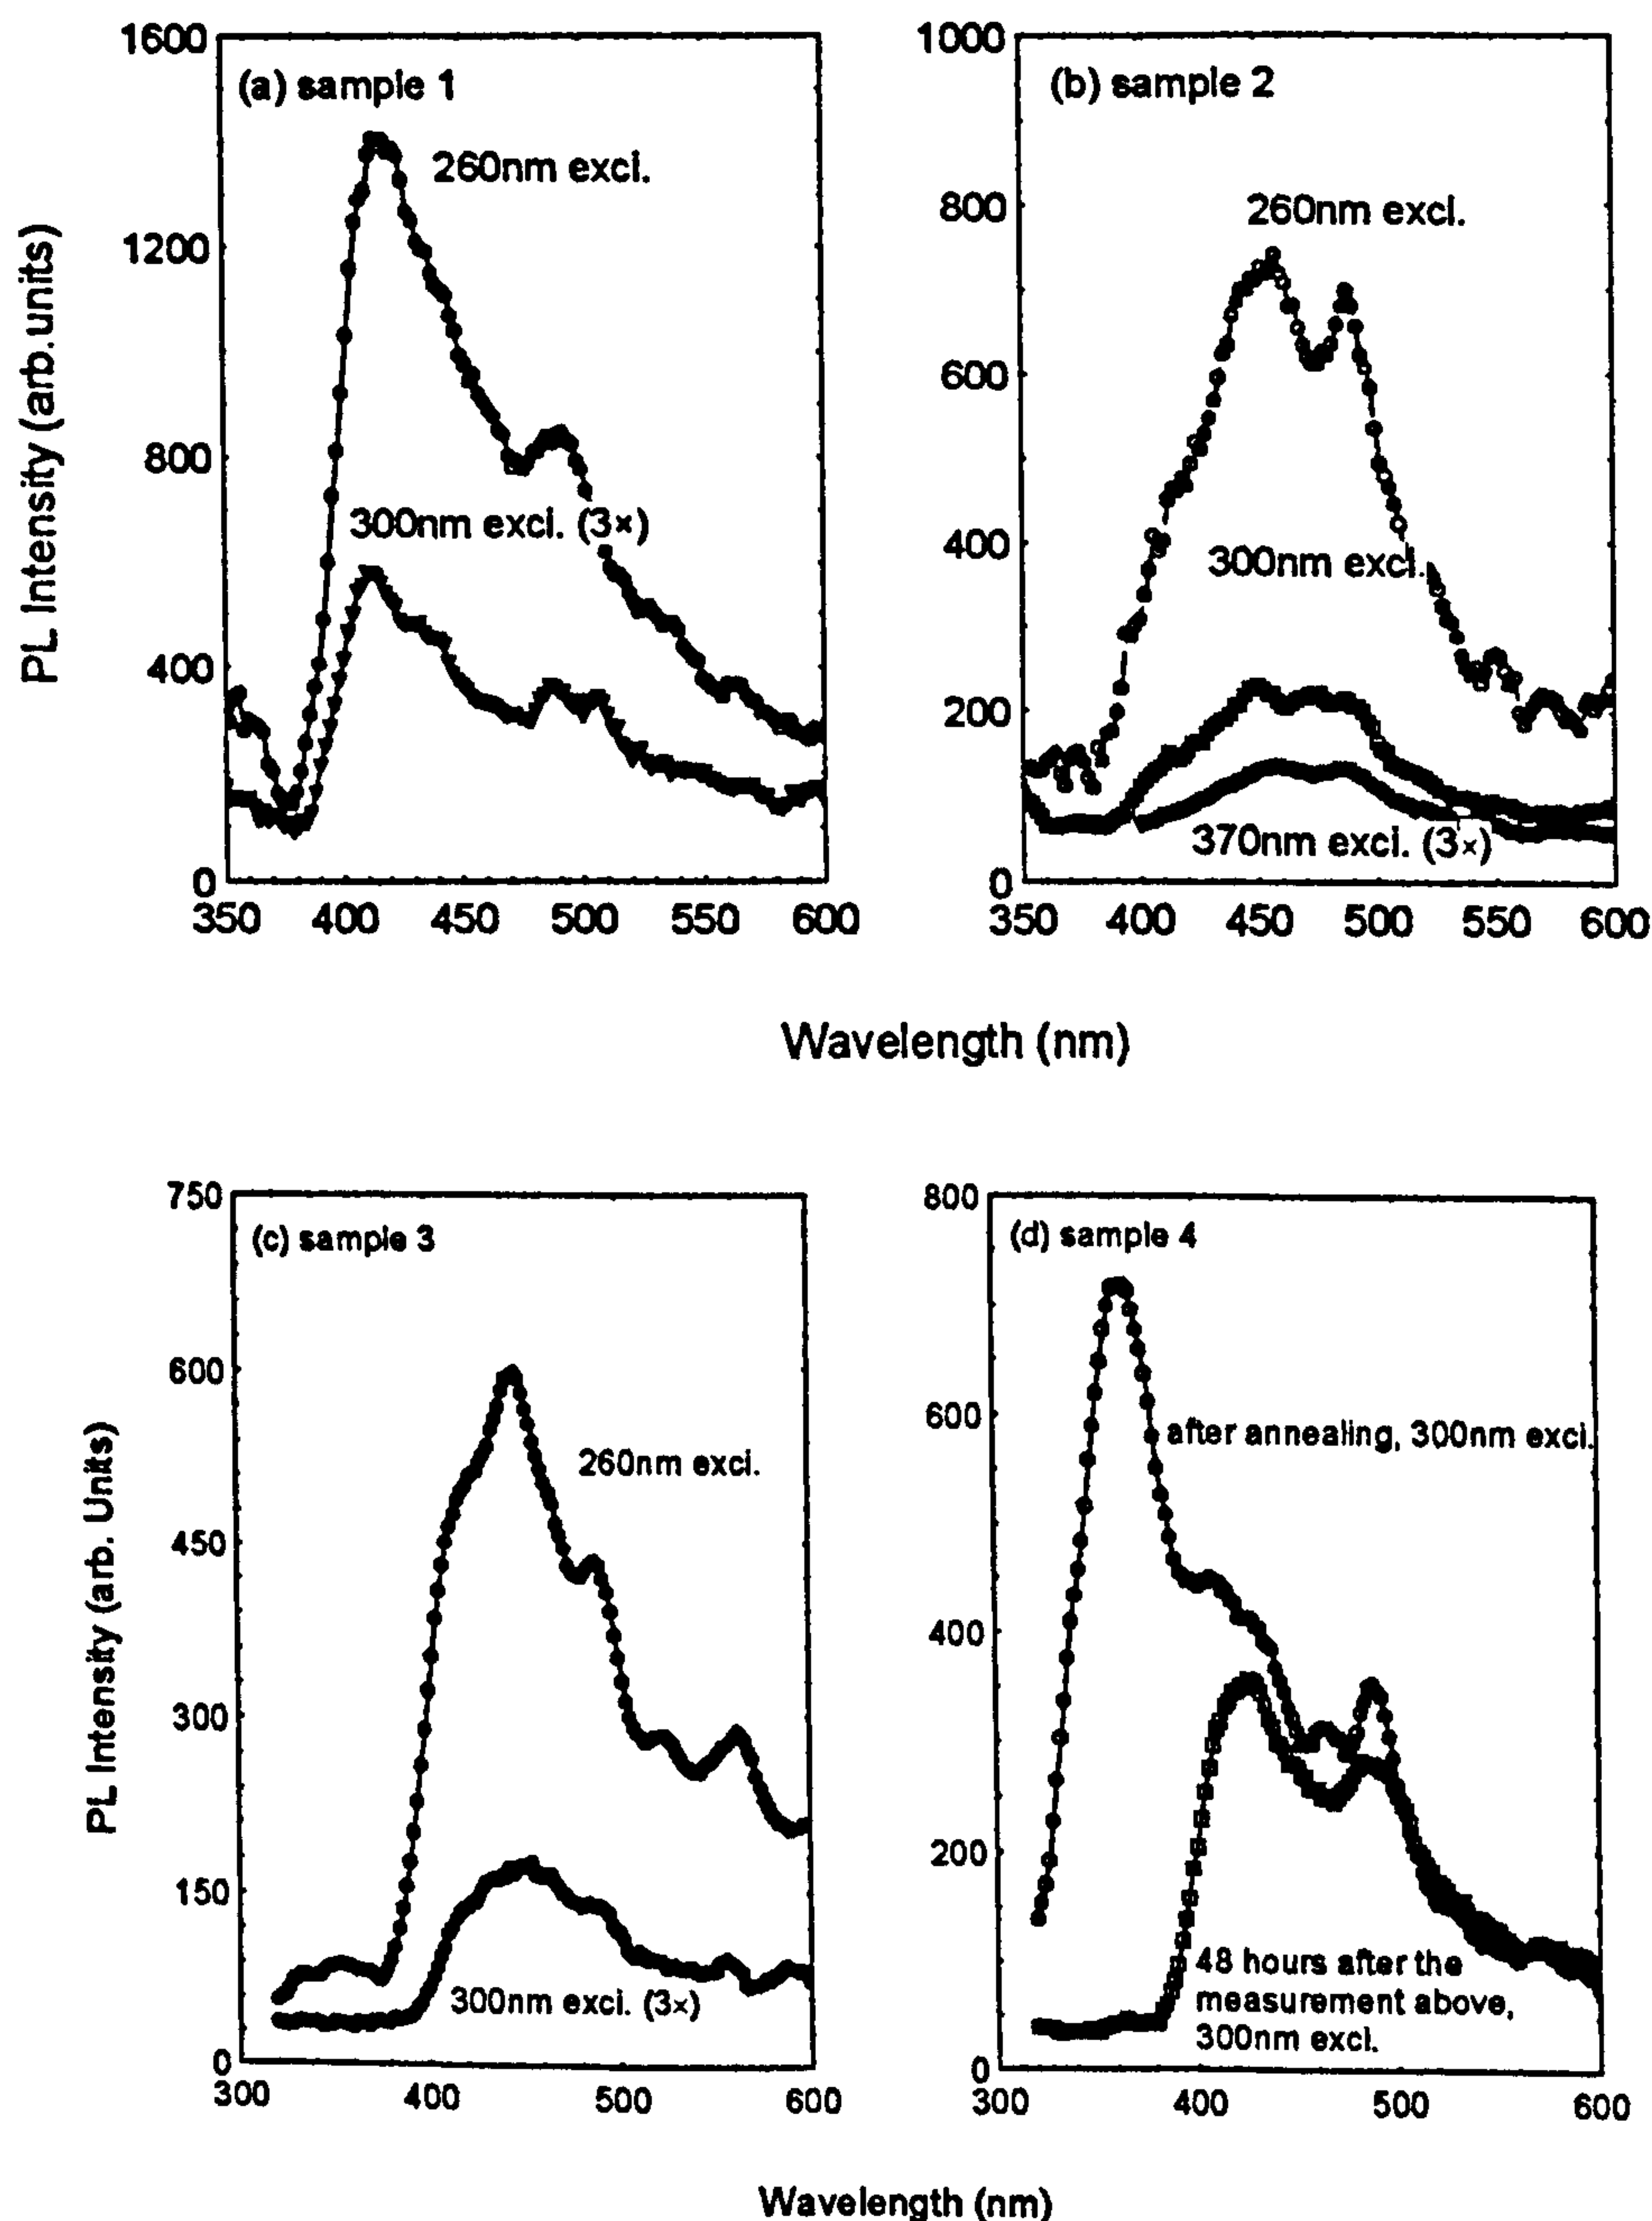 (a) sample 1
260nm excl.
300nm excl. (3×)
PL Intensity (arb.units)
1600
1200
800
400
0
350 400 450 500 550 600
(b) sample 2
260nm excl.
300nm excl.
370nm excl. (3×)
1000
800
600
400
200
0
350 400 450 500 550 600
Wavelength (nm)
(c) sample 3
260nm excl.
300nm excl. (3×)
PL Intensity (arb. Units)
750
600
450
300
150
0
300 400 500 600
(d) sample 4
after annealing, 300nm excl.
48 hours after the
measurement above,
300nm excl.
800
600
400
200
0
300 400 500 600
Wavelength (nm)